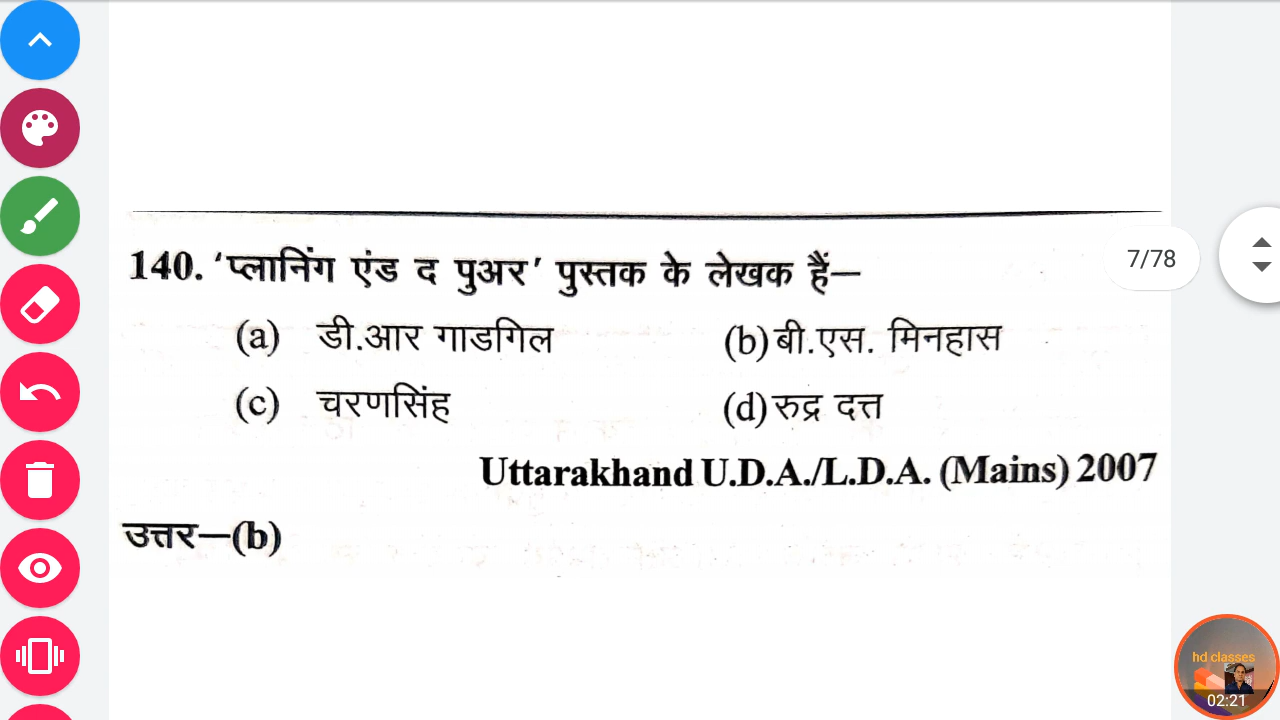 140. ‘प्लानिंग एंड द पुअर’ पुस्तक के लेखक हैं—
7/78
(a) डी.आर गाडगिल (b) बी.एस. मिनहास
(c) चरणसिंह (d) रुद्र दत्त
Uttarakhand U.D.A./L.D.A. (Mains) 2007
उत्तर—(b)
hd classes
02:21